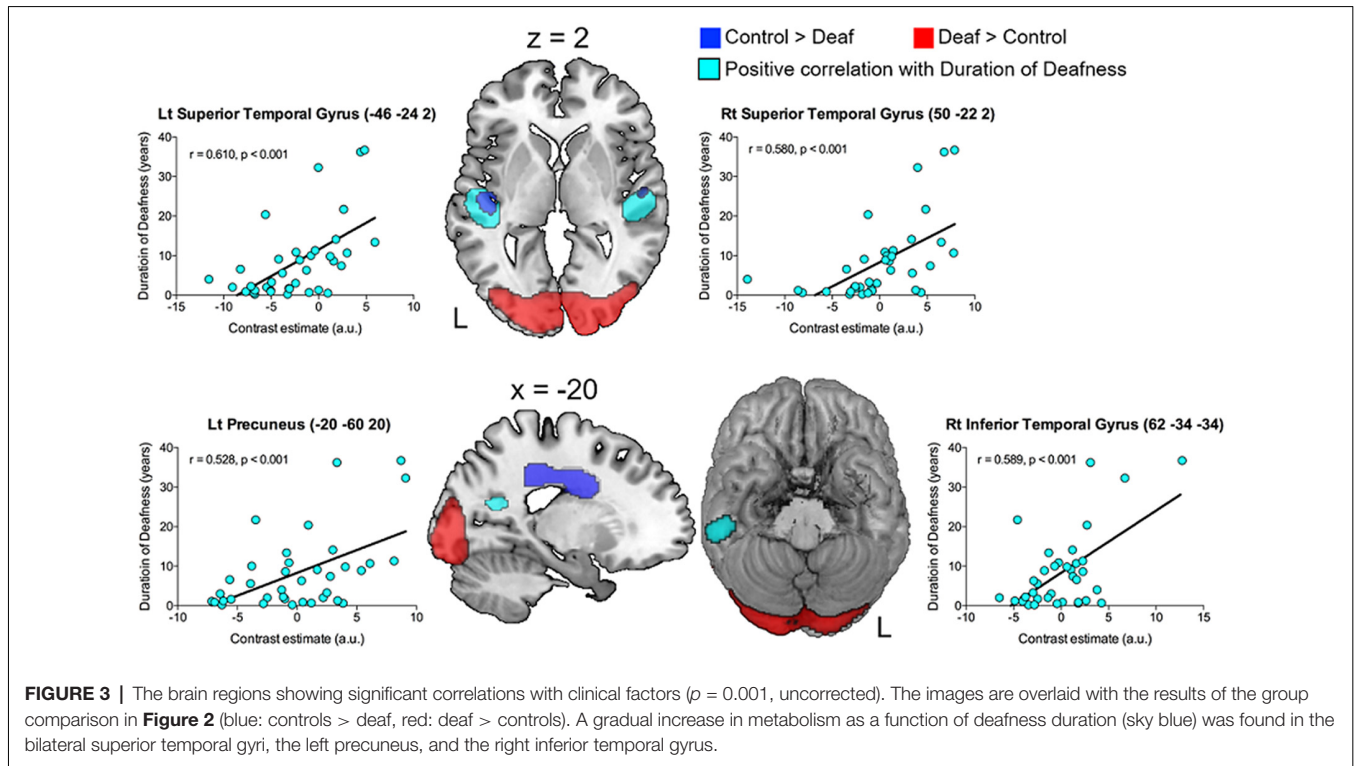 z = 2
Control > Deaf
Deaf > Control
Positive correlation with Duration of Deafness
Lt Superior Temporal Gyrus (-46 -24 2)
r = 0.610, p < 0.001
Duratioin of Deafness (years)
40
30
20
10
0
-15 -10 -5 0 5 10
Contrast estimate (a.u.)
L
Rt Superior Temporal Gyrus (50 -22 2)
r = 0.580, p < 0.001
Duratioin of Deafness (years)
40
30
20
10
0
-15 -10 -5 0 5 10
Contrast estimate (a.u.)
x = -20
Lt Precuneus (-20 -60 20)
r = 0.528, p < 0.001
Duratioin of Deafness (years)
40
30
20
10
0
-10 -5 0 5 10
Contrast estimate (a.u.)
L
Rt Inferior Temporal Gyrus (62 -34 -34)
r = 0.589, p < 0.001
Duratioin of Deafness (years)
40
30
20
10
0
-10 -5 0 5 10 15
Contrast estimate (a.u.)
FIGURE 3 | The brain regions showing significant correlations with clinical factors (p = 0.001, uncorrected). The images are overlaid with the results of the group
comparison in Figure 2 (blue: controls > deaf, red: deaf > controls). A gradual increase in metabolism as a function of deafness duration (sky blue) was found in the
bilateral superior temporal gyri, the left precuneus, and the right inferior temporal gyrus.